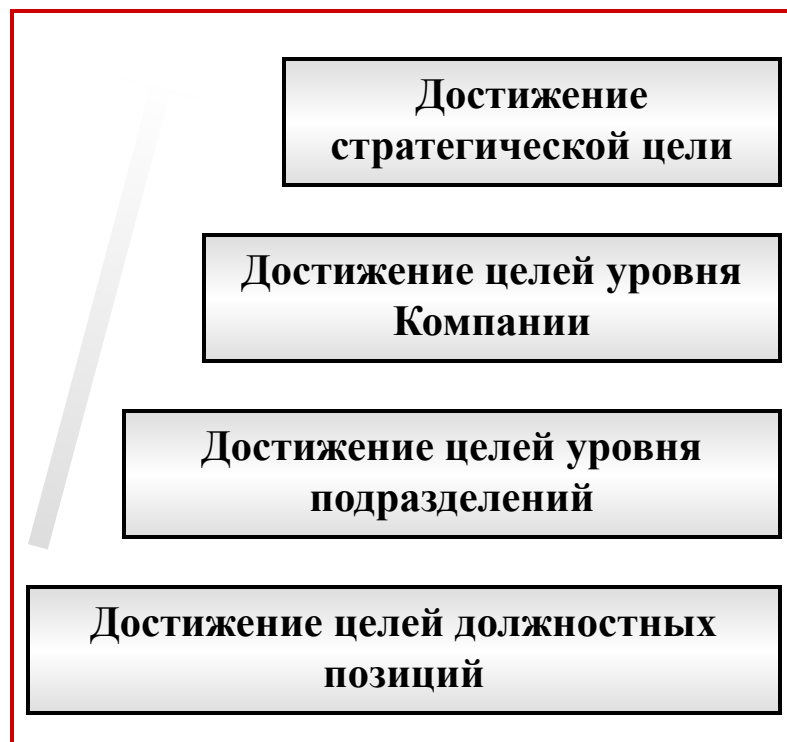 Достижение
стратегической цели
Достижение целей уровня
Компании
Достижение целей уровня
подразделений
Достижение целей должностных
позиций